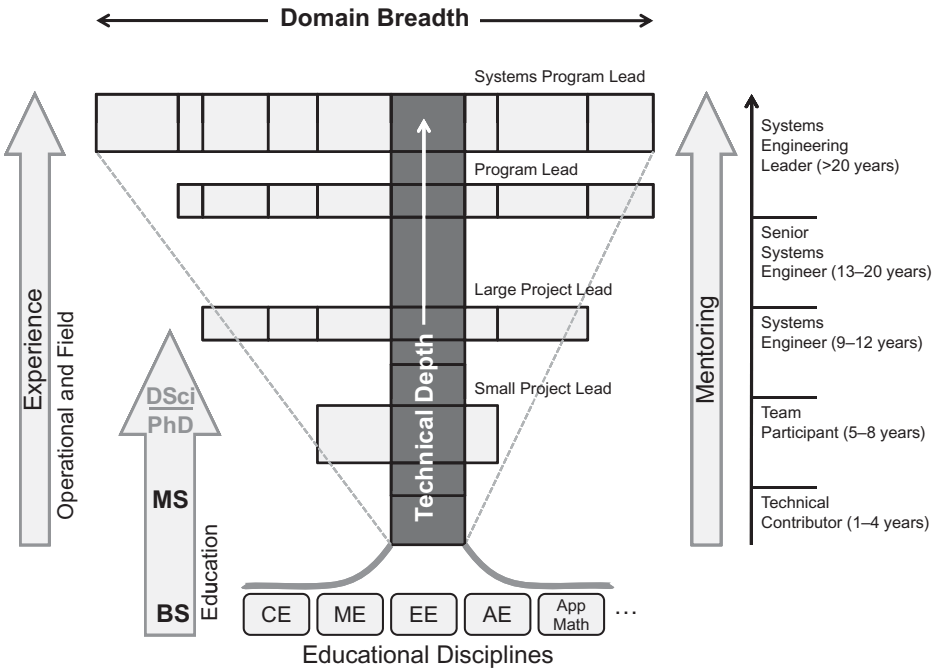 Domain Breadth
Systems Program Lead
Program Lead
Large Project Lead
Small Project Lead
Technical Depth
Experience
Operational and Field
DSci
PhD
MS
BS
Education
Mentoring
Systems
Engineering
Leader (>20 years)
Senior
Systems
Engineer (13–20 years)
Systems
Engineer (9–12 years)
Team
Participant (5–8 years)
Technical
Contributor (1–4 years)
CE
ME
EE
AE
App
Math
...
Educational Disciplines